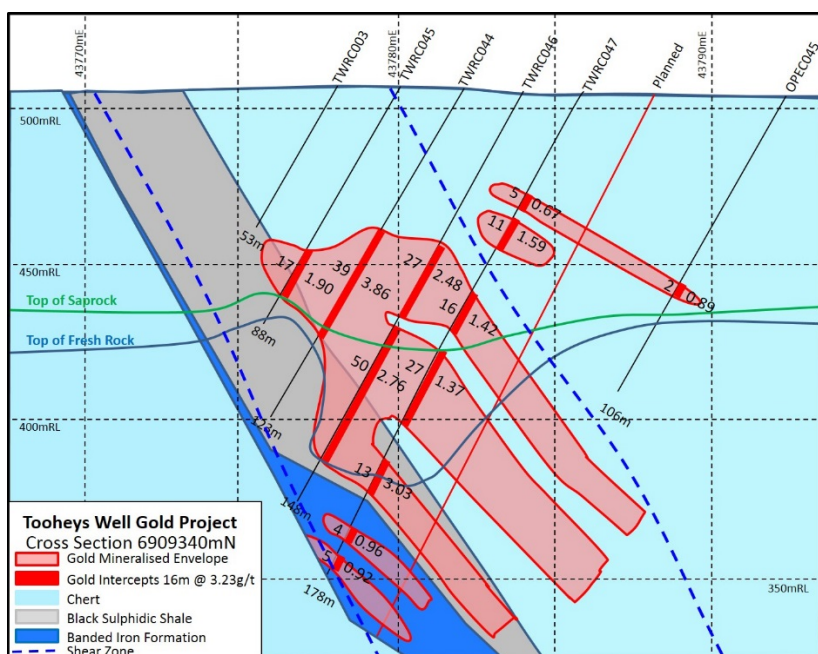 43770mE
TWRC003
TWRC045
43780mE
TWRC044
TWRC046
TWRC047
Planned
43790mE
OPEC045
500mRL
5 0.67
11 1.59
53m
17 1.90
39 3.86
27 2.48
450mRL
16 1.42
2 0.89
Top of Saprock
88m
Top of Fresh Rock
50 2.76
27 1.37
106m
123m
400mRL
13 3.03
148m
4 0.96
5 0.92
178m
350mRL
Tooheys Well Gold Project
Cross Section 6909340mN
Gold Mineralised Envelope
Gold Intercepts 16m @ 3.23g/t
Chert
Black Sulphidic Shale
Banded Iron Formation
Shear Zone